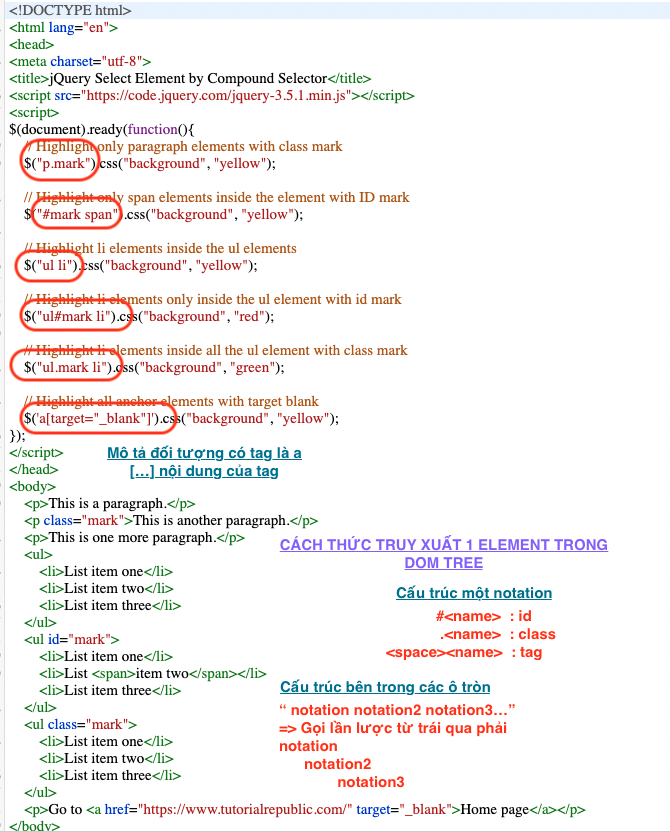 <!DOCTYPE html>
<html lang="en">
<head>
<meta charset="utf-8">
<title>jQuery Select Element by Compound Selector</title>
<script src="https://code.jquery.com/jquery-3.5.1.min.js"></script>
<script>
$(document).ready(function(){
// Highlight only paragraph elements with class mark
$("p.mark").css("background", "yellow");
// Highlight only span elements inside the element with ID mark
$("#mark span").css("background", "yellow");
// Highlight li elements inside the ul elements
$("ul li").css("background", "yellow");
// Highlight li elements only inside the ul element with id mark
$("ul#mark li").css("background", "red");
// Highlight li elements inside all the ul element with class mark
$("ul.mark li").css("background", "green");
// Highlight all anchor elements with target blank
$('a[target="_blank"]').css("background", "yellow");
});
</script>
Mô tả đối tượng có tag là a
</head>
[...] nội dung của tag
<body>
<p>This is a paragraph.</p>
<p class="mark">This is another paragraph.</p>
<p>This is one more paragraph.</p>
<ul>
<li>List item one</li>
<li>List item two</li>
<li>List item three</li>
</ul>
<ul id="mark">
<li>List item one</li>
<li>List <span>item two</span></li>
<li>List item three</li>
</ul>
<ul class="mark">
<li>List item one</li>
<li>List item two</li>
<li>List item three</li>
</ul>
<p>Go to <a href="https://www.tutorialrepublic.com/" target="_blank">Home page</a></p>
</body>
CÁCH THỨC TRUY XUẤT 1 ELEMENT TRONG
DOM TREE
Cấu trúc một notation
#<name> : id
.<name> : class
<space><name> : tag
Cấu trúc bên trong các ô tròn
“ notation notation2 notation3…”
=> Gọi lần lược từ trái qua phải
notation
notation2
notation3